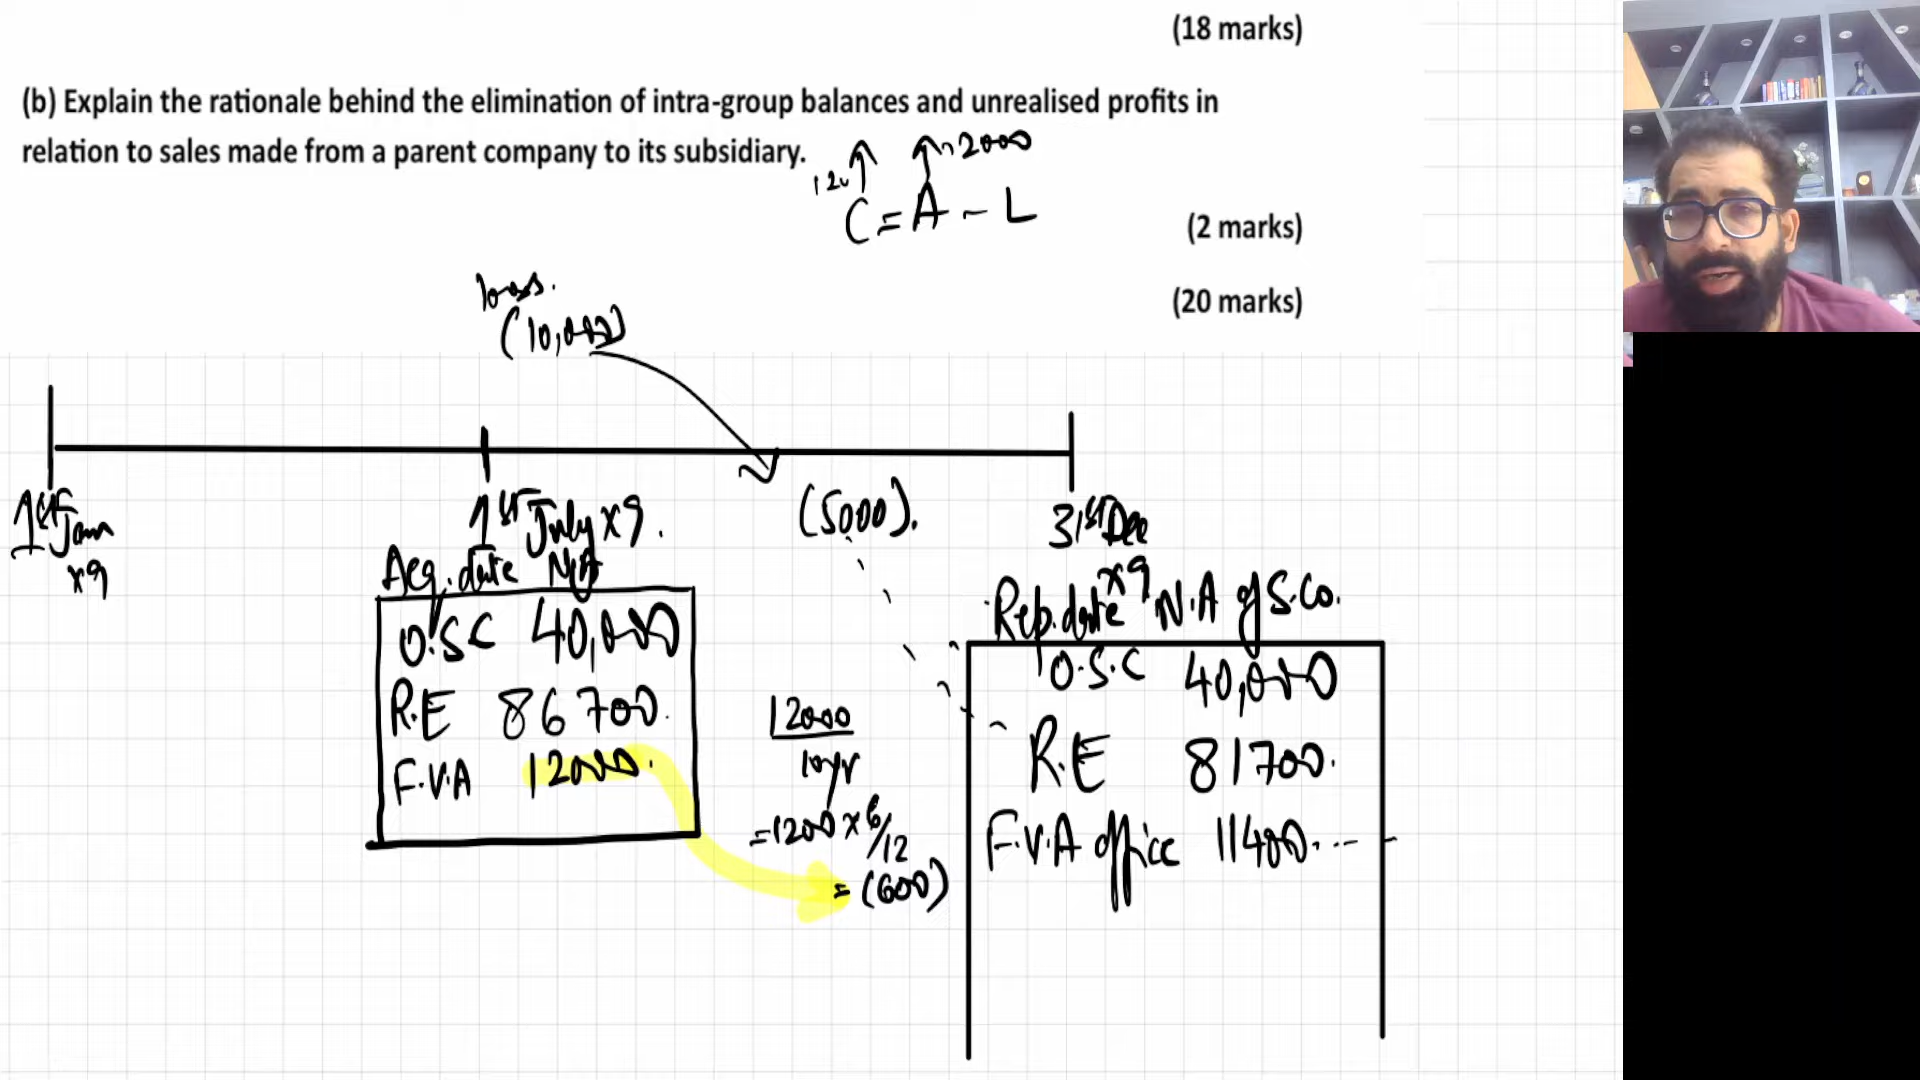 (18 marks)
(b) Explain the rationale behind the elimination of intra-group balances and unrealised profits in
relation to sales made from a parent company to its subsidiary.
12000
C = A - L
(2 marks)
loss.
(10,000)
(20 marks)
1st Jan
x9
1st July x9.
(5000).
31st Dec
x9
Acq. date N.A
O.S.C 40,000
R.E 86700.
F.V.A 12000.
12000
10yr
=1200 x 6/12
= (600)
Rep. date N.A of S.Co.
O.S.C 40,000
R.E 81700.
F.V.A office 11400.